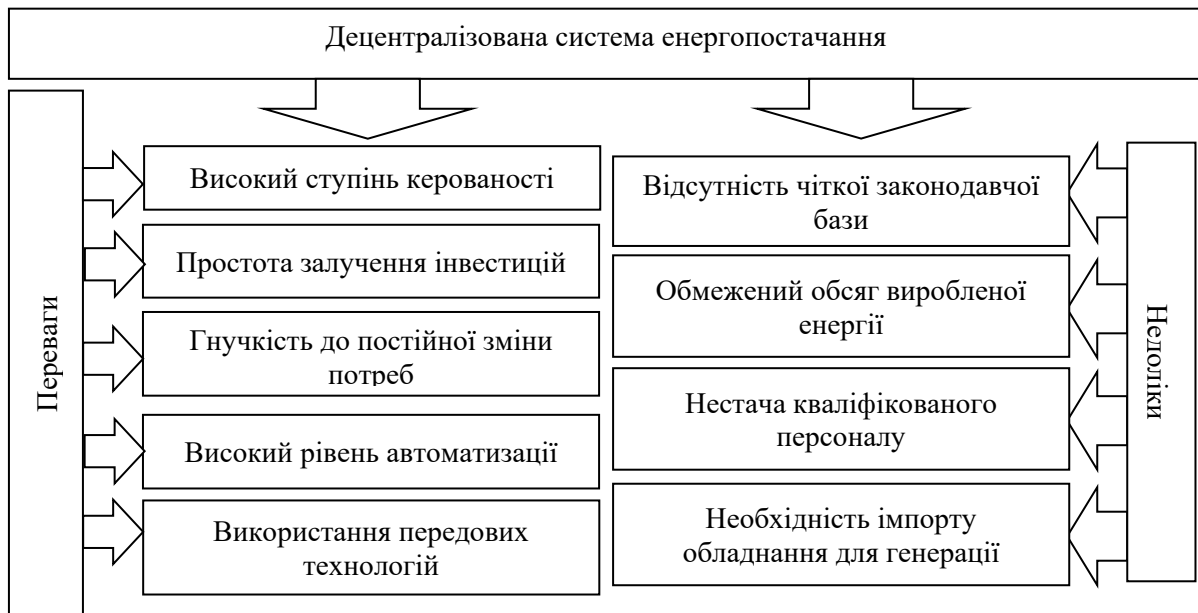 Децентралізована система енергопостачання
Переваги
Високий ступінь керованості
Простота залучення інвестицій
Гнучкість до постійної зміни
потреб
Високий рівень автоматизації
Використання передових
технологій
Відсутність чіткої законодавчої
бази
Обмежений обсяг виробленої
енергії
Нестача кваліфікованого
персоналу
Необхідність імпорту
обладнання для генерації
Недоліки